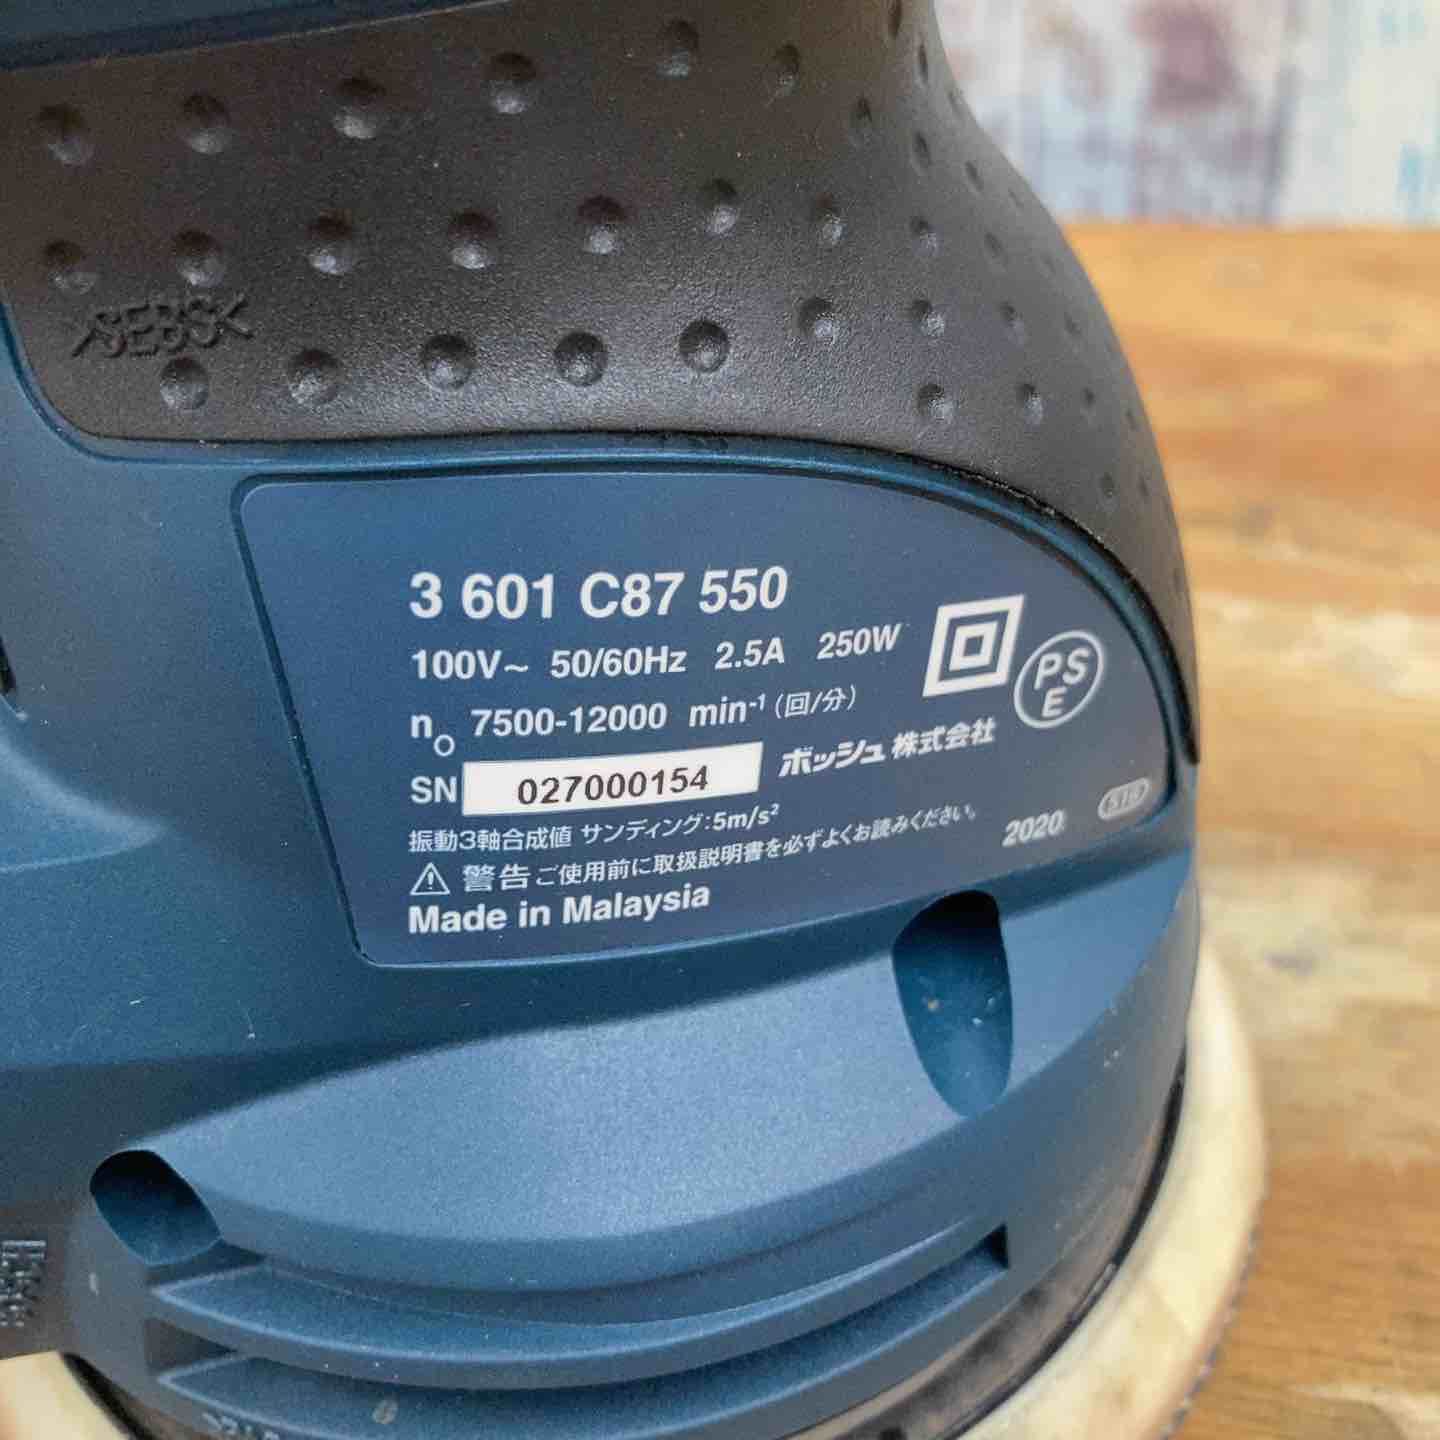 >SEBS<
3 601 C87 550
100V~ 50/60Hz 2.5A 250W
no 7500-12000 min-1 (回/分)
PS
E
SN 027000154 ボッシュ 株式会社
振動3軸合成値 サンディング:5m/s²
警告 ご使用前に取扱説明書を必ずよくお読みください。 2020
Made in Malaysia